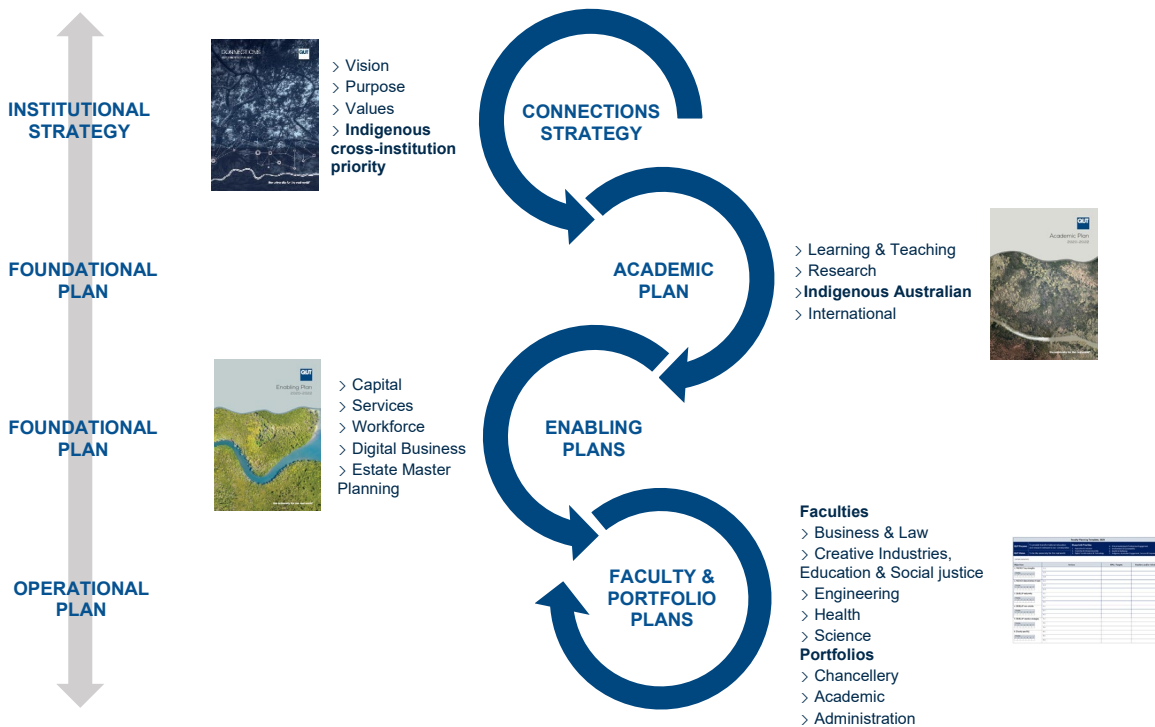 INSTITUTIONAL
STRATEGY
CONNECTIONS
QUT
> Vision
> Purpose
> Values
> Indigenous
cross-institution
priority
CONNECTIONS
STRATEGY
FOUNDATIONAL
PLAN
ACADEMIC
PLAN
> Learning & Teaching
> Research
>Indigenous Australian
> International
QUT
Academic Plan
FOUNDATIONAL
PLAN
QUT
Enabling Plan
> Capital
> Services
> Workforce
> Digital Business
> Estate Master
Planning
ENABLING
PLANS
OPERATIONAL
PLAN
FACULTY &
PORTFOLIO
PLANS
Faculties
> Business & Law
> Creative Industries,
Education & Social justice
> Engineering
> Health
> Science
Portfolios
> Chancellery
> Academic
> Administration